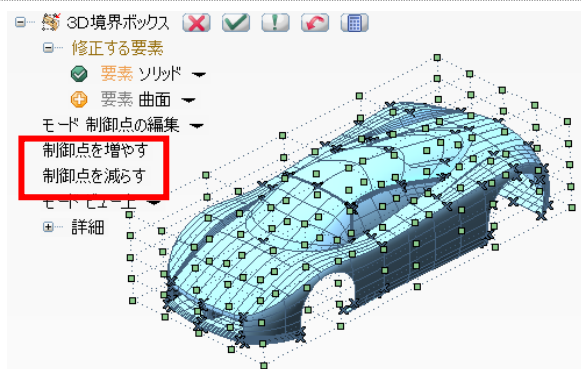 3D境界ボックス
修正する要素
要素 ソリッド
要素 曲面
モード 制御点の編集
制御点を増やす
制御点を減らす
モード ビュー上
詳細